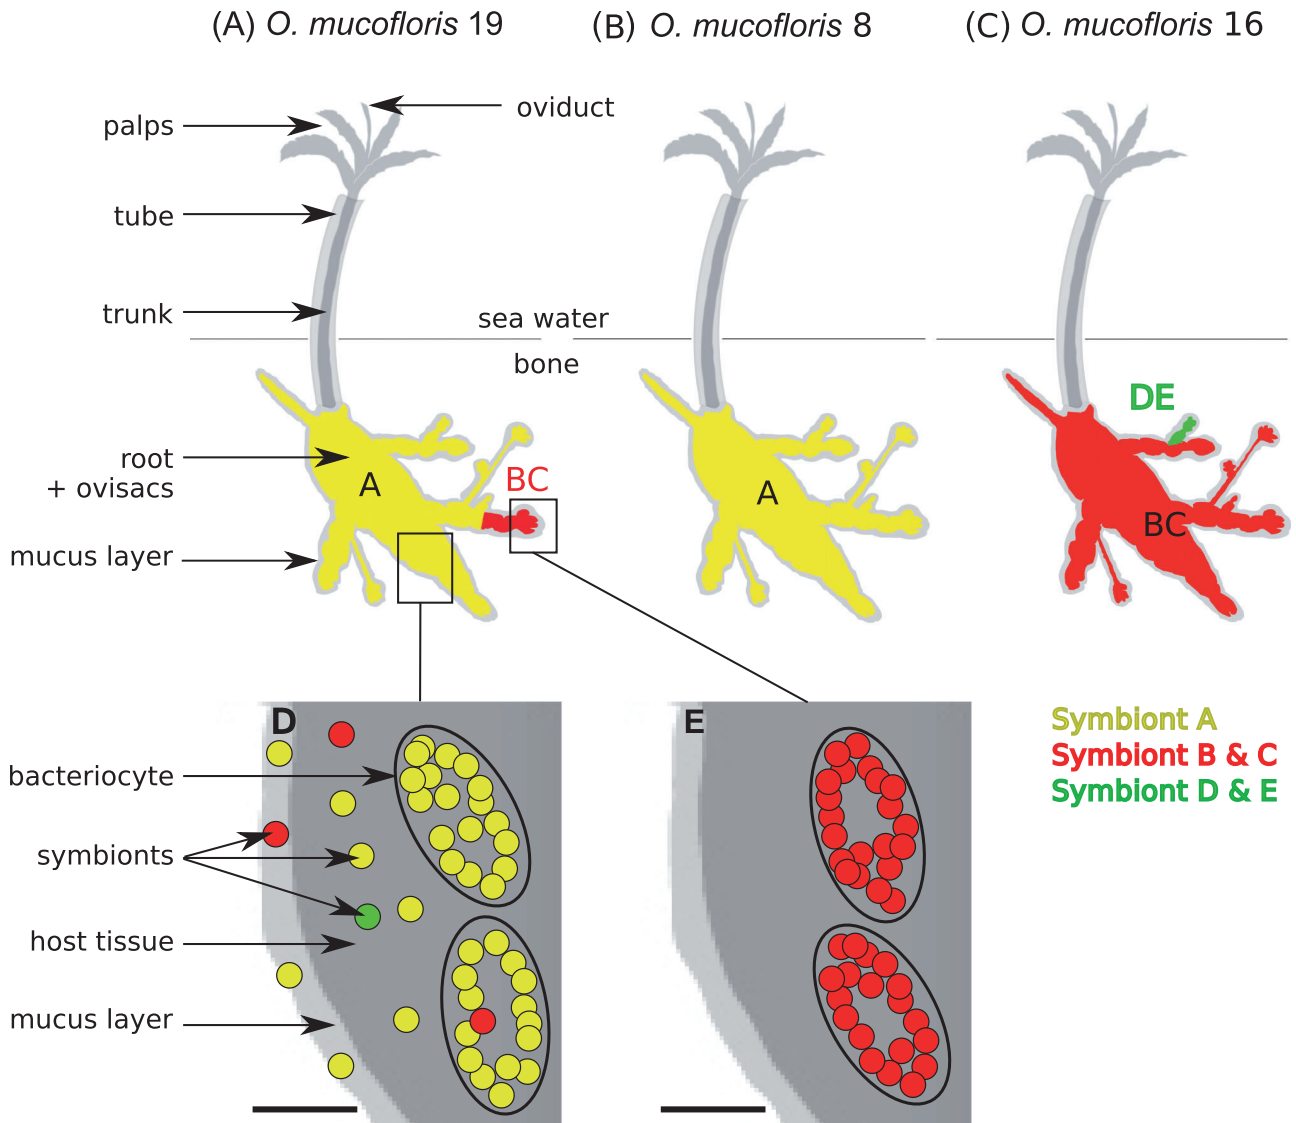 (A) O. mucofloris 19
(B) O. mucofloris 8
(C) O. mucofloris 16
oviduct
palps
tube
trunk
sea water
bone
DE
root
+ ovisacs
A
BC
A
BC
mucus layer
D
E
Symbiont A
Symbiont B & C
Symbiont D & E
bacteriocyte
symbionts
host tissue
mucus layer